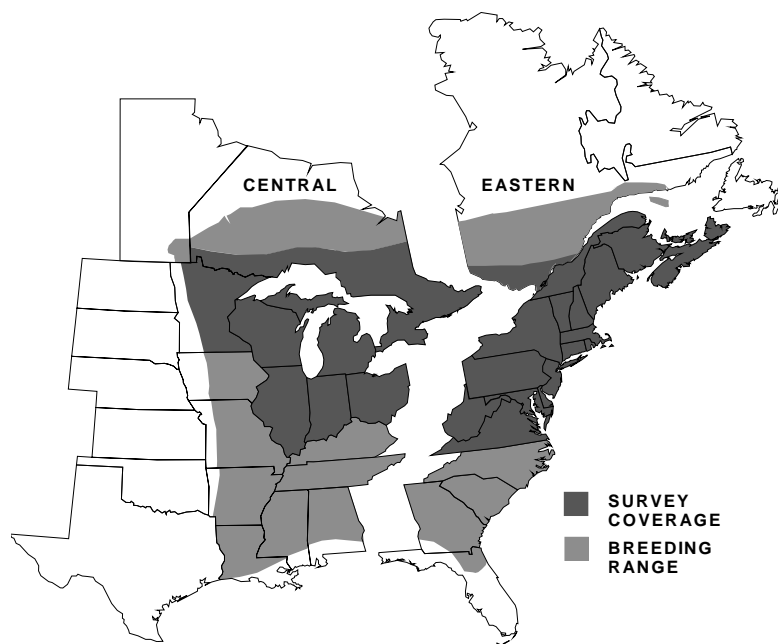 CENTRAL
EASTERN
SURVEY
COVERAGE
BREEDING
RANGE